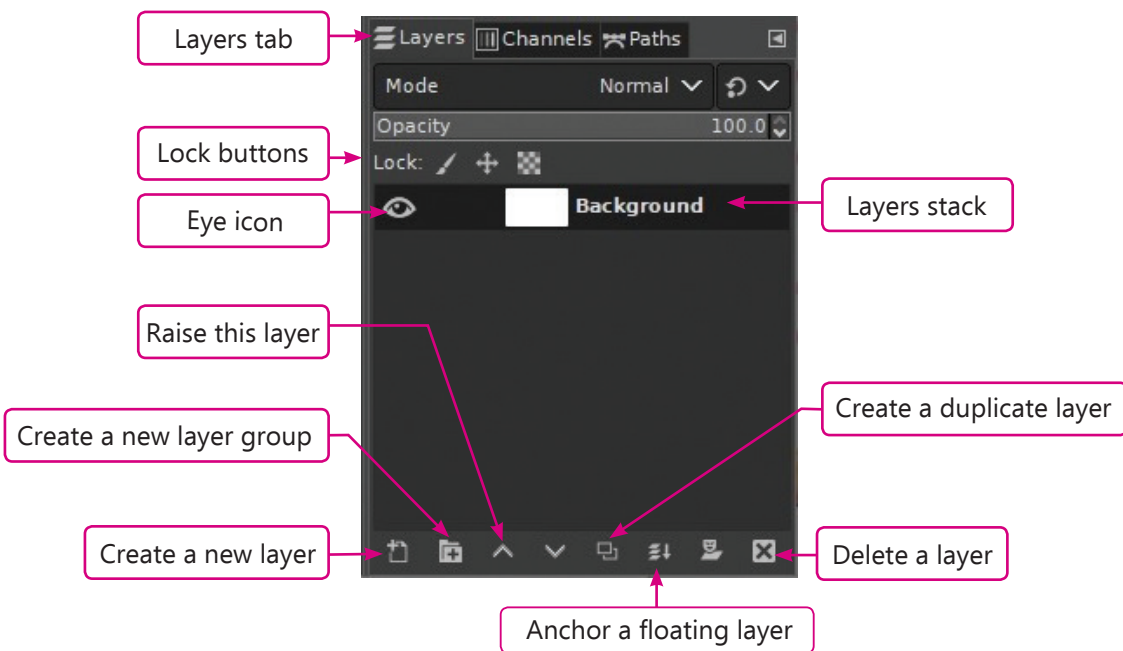 Layers tab
Layers Channels Paths
Mode Normal
Opacity 100.0
Lock buttons
Lock:
Eye icon
Background
Layers stack
Raise this layer
Create a duplicate layer
Create a new layer group
Create a new layer
Delete a layer
Anchor a floating layer